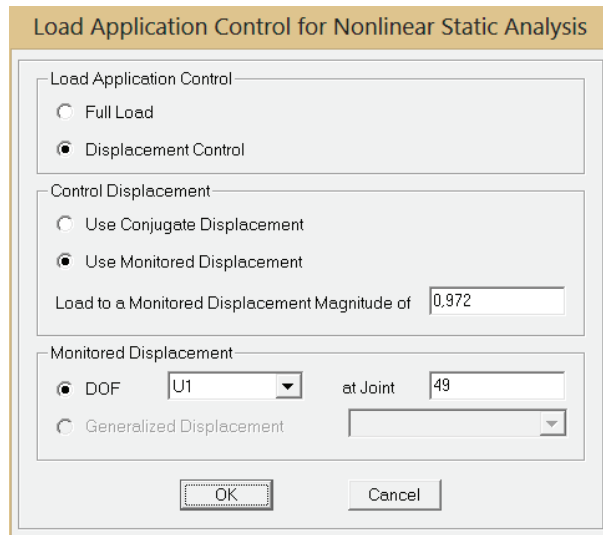 Load Application Control for Nonlinear Static Analysis
Load Application Control
Full Load
Displacement Control
Control Displacement
Use Conjugate Displacement
Use Monitored Displacement
Load to a Monitored Displacement Magnitude of 0,972
Monitored Displacement
DOF U1 at Joint 49
Generalized Displacement
OK Cancel